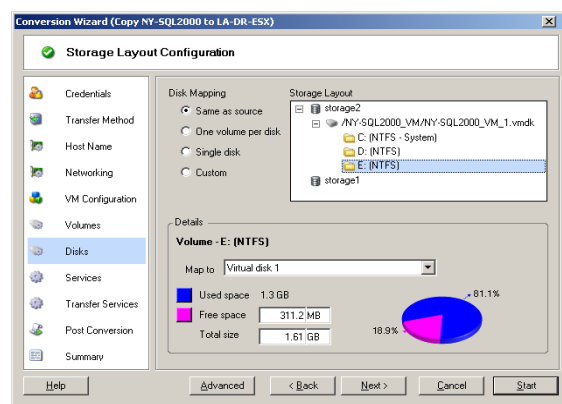 Conversion Wizard (Copy NY-SQL2000 to LA-DR-ESX)
Storage Layout Configuration
Credentials
Transfer Method
Host Name
Networking
VM Configuration
Volumes
Disks
Services
Transfer Services
Post Conversion
Summary
Disk Mapping
Same as source
One volume per disk
Single disk
Custom
Storage Layout
storage2
/NY-SQL2000_VM/NY-SQL2000_VM_1.vmdk
C: (NTFS - System)
D: (NTFS)
E: (NTFS)
storage1
Details
Volume - E: (NTFS)
Map to Virtual disk 1
Used space 1.3 GB
Free space 311.2 MB
Total size 1.61 GB
81.1%
18.9%
Help Advanced < Back Next > Cancel Start